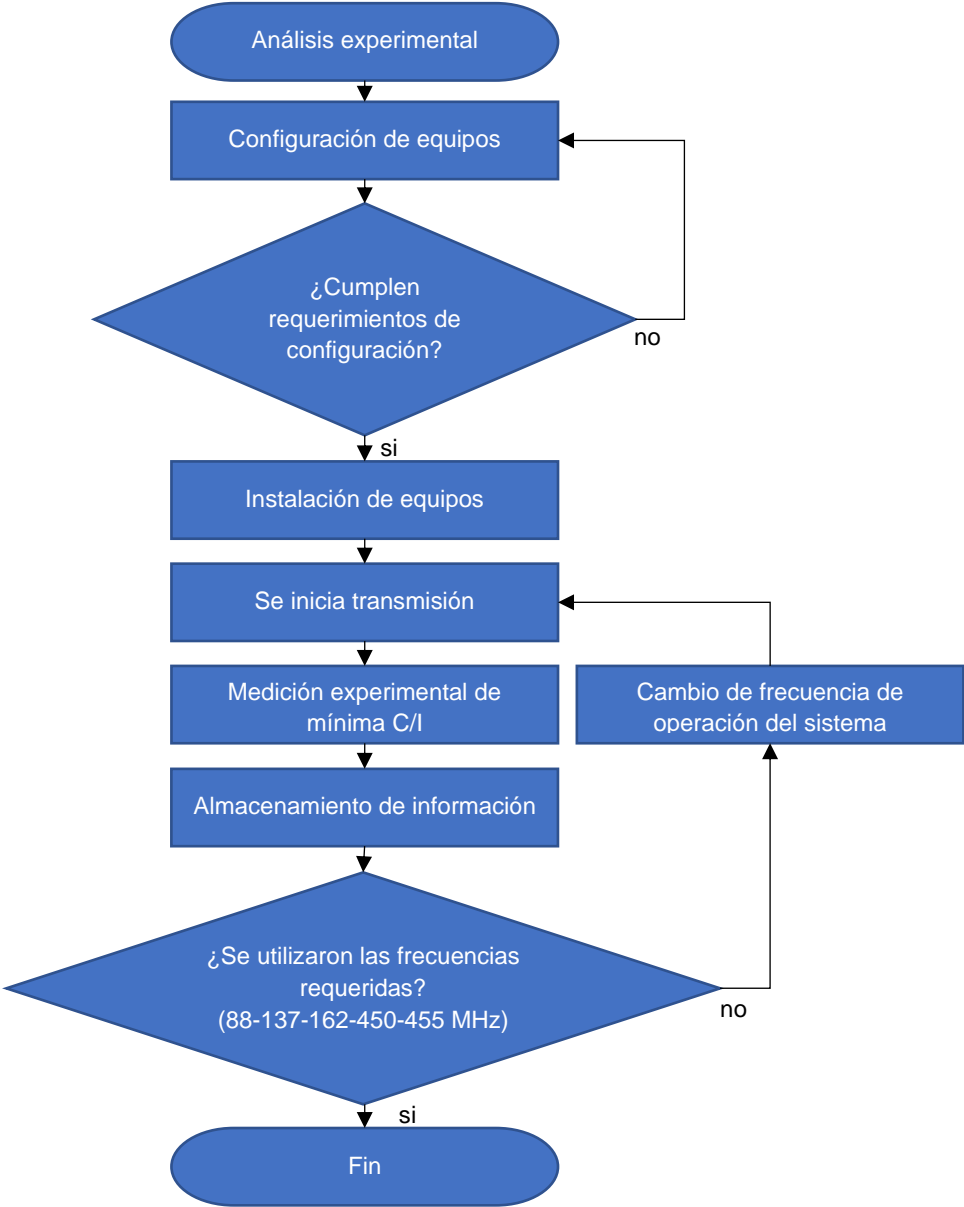 Análisis experimental
Configuración de equipos
¿Cumplen
requerimientos de
configuración?
no
si
Instalación de equipos
Se inicia transmisión
Medición experimental de
mínima C/I
Cambio de frecuencia de
operación del sistema
Almacenamiento de información
¿Se utilizaron las frecuencias
requeridas?
(88-137-162-450-455 MHz)
no
si
Fin